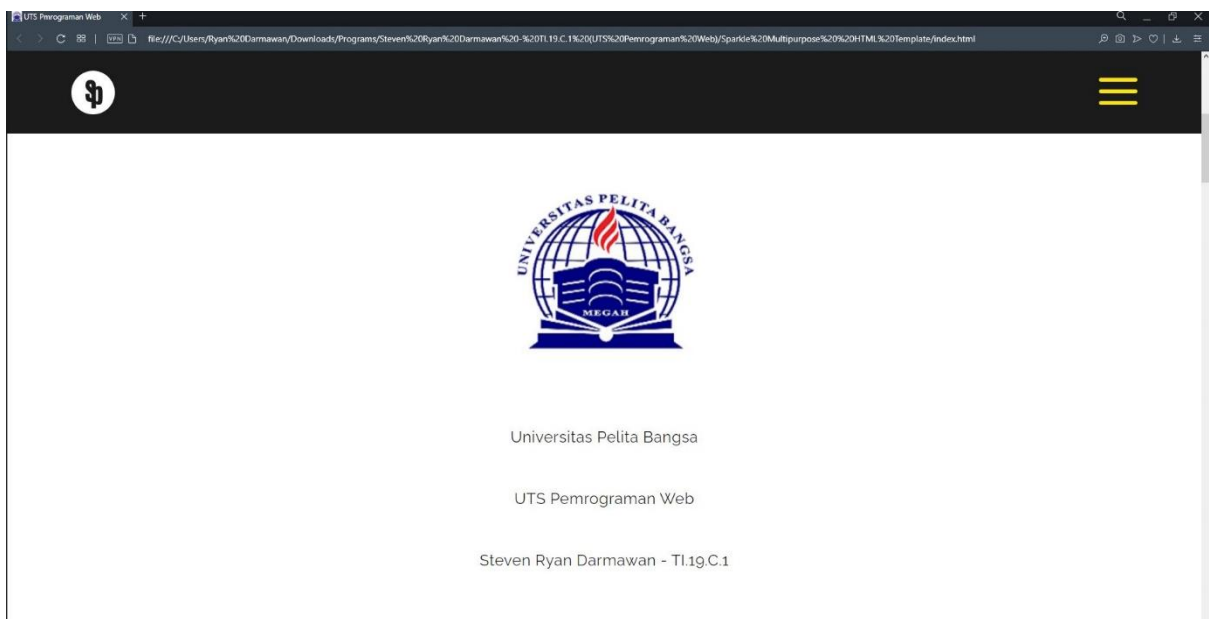 UTS Pmrograman Web
VPN
file:///C:/Users/Ryan%20Darmawan/Downloads/Programs/Steven%20Ryan%20Darmawan%20-%20TI.19.C.1%20(UTS%20Pemrograman%20Web)/Sparkle%20Multipurpose%20%20HTML%20Template/index.html
UNIVERSITAS PELITA BANGSA
MEGAH
Universitas Pelita Bangsa
UTS Pemrograman Web
Steven Ryan Darmawan - TI.19.C.1